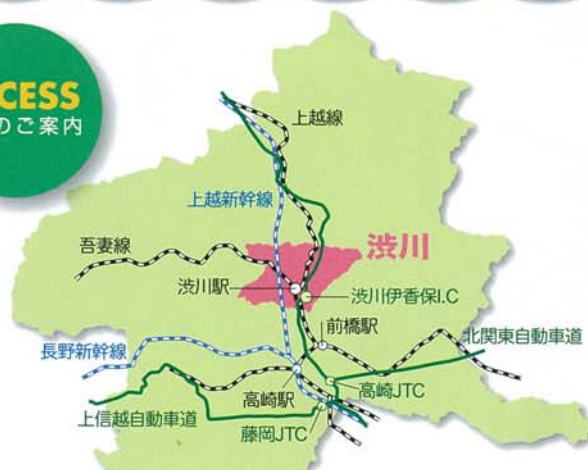 CESS
のご案内
上越線
上越新幹線
吾妻線
渋川
渋川駅
渋川伊香保I.C
前橋駅
北関東自動車道
長野新幹線
高崎駅
高崎JTC
上信越自動車道
藤岡JTC